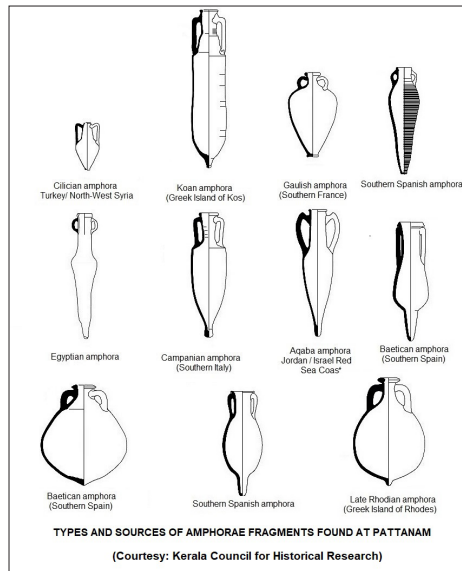 Cilician amphora
Turkey/ North-West Syria
Koan amphora
(Greek Island of Kos)
Gaulish amphora
(Southern France)
Southern Spanish amphora
Egyptian amphora
Campanian amphora
(Southern Italy)
Aqaba amphora
Jordan / Israel Red
Sea Coas*
Baetican amphora
(Southern Spain)
Baetican amphora
(Southern Spain)
Southern Spanish amphora
Late Rhodian amphora
(Greek Island of Rhodes)
TYPES AND SOURCES OF AMPHORAE FRAGMENTS FOUND AT PATTANAM
(Courtesy: Kerala Council for Historical Research)